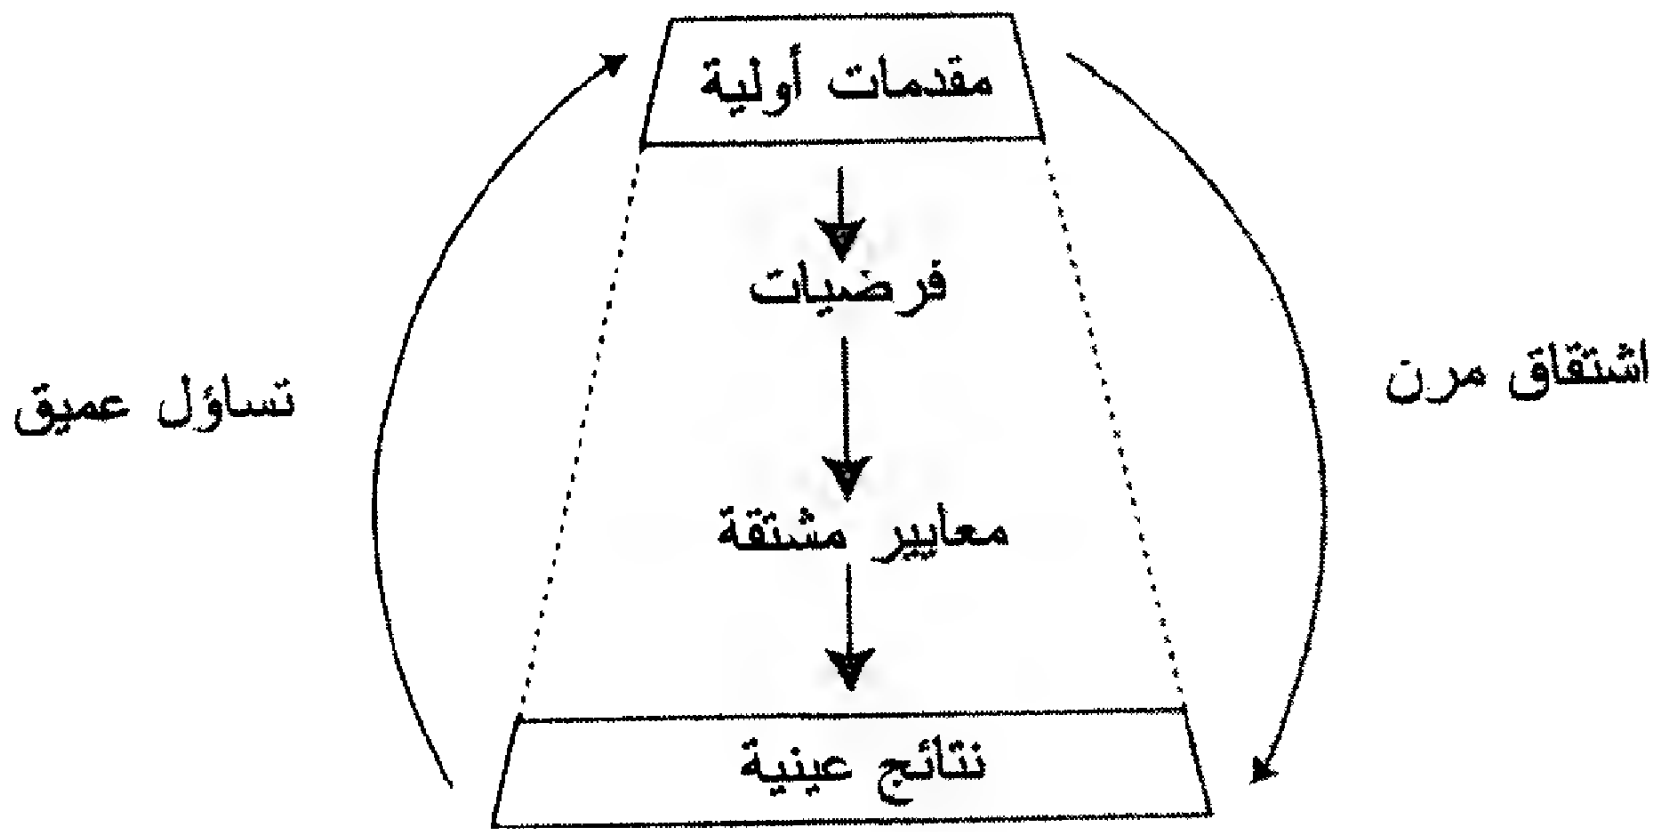 مقدمات أولية
فرضيات
اشتقاق مرن
تساؤل عميق
معايير مشتقة
نتائج عينية